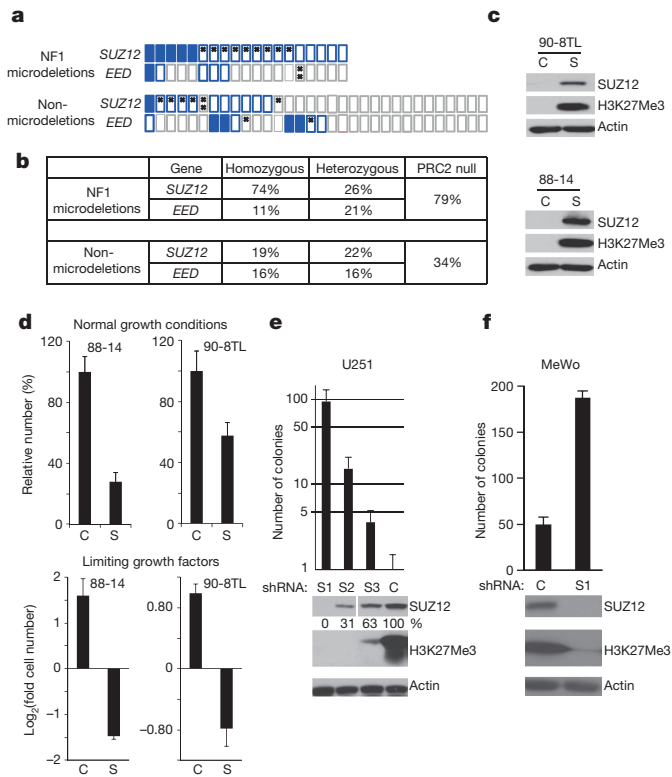 a
NF1 microdeletions
SUZ12
EED
Non-microdeletions
SUZ12
EED
b
Gene Homozygous Heterozygous PRC2 null
NF1 microdeletions SUZ12 74% 26% 79%
EED 11% 21%
Non-microdeletions SUZ12 19% 22% 34%
EED 16% 16%
c
90-8TL
C S
SUZ12
H3K27Me3
Actin
88-14
C S
SUZ12
H3K27Me3
Actin
d
Normal growth conditions
Relative number (%)
120
80
40
0
88-14
C S
120
80
40
0
90-8TL
C S
Limiting growth factors
Log2(fold cell number)
2
1
0
−1
−2
88-14
C S
0.80
0
−0.80
90-8TL
C S
e
U251
Number of colonies
100
50
10
5
1
shRNA: S1 S2 S3 C
SUZ12
0 31 63 100 %
H3K27Me3
Actin
f
MeWo
Number of colonies
200
150
100
50
0
shRNA: C S1
SUZ12
H3K27Me3
Actin